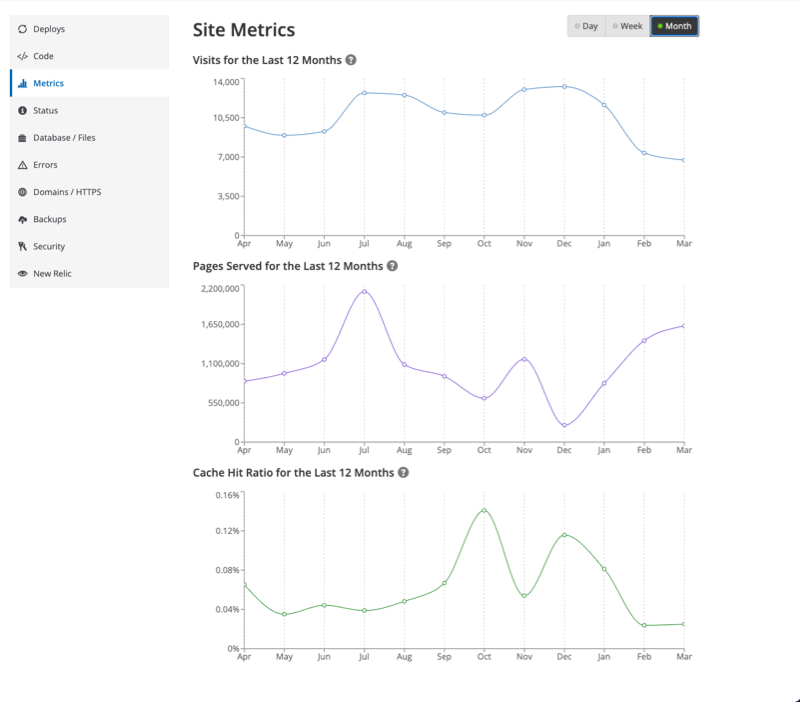 Deploys
</> Code
Metrics
Status
Database / Files
Errors
Domains / HTTPS
Backups
Security
New Relic
Site Metrics
Day Week Month
Visits for the Last 12 Months ?
14,000
10,500
7,000
3,500
0
Apr May Jun Jul Aug Sep Oct Nov Dec Jan Feb Mar
Pages Served for the Last 12 Months ?
2,200,000
1,650,000
1,100,000
550,000
0
Apr May Jun Jul Aug Sep Oct Nov Dec Jan Feb Mar
Cache Hit Ratio for the Last 12 Months ?
0.16%
0.12%
0.08%
0.04%
0%
Apr May Jun Jul Aug Sep Oct Nov Dec Jan Feb Mar